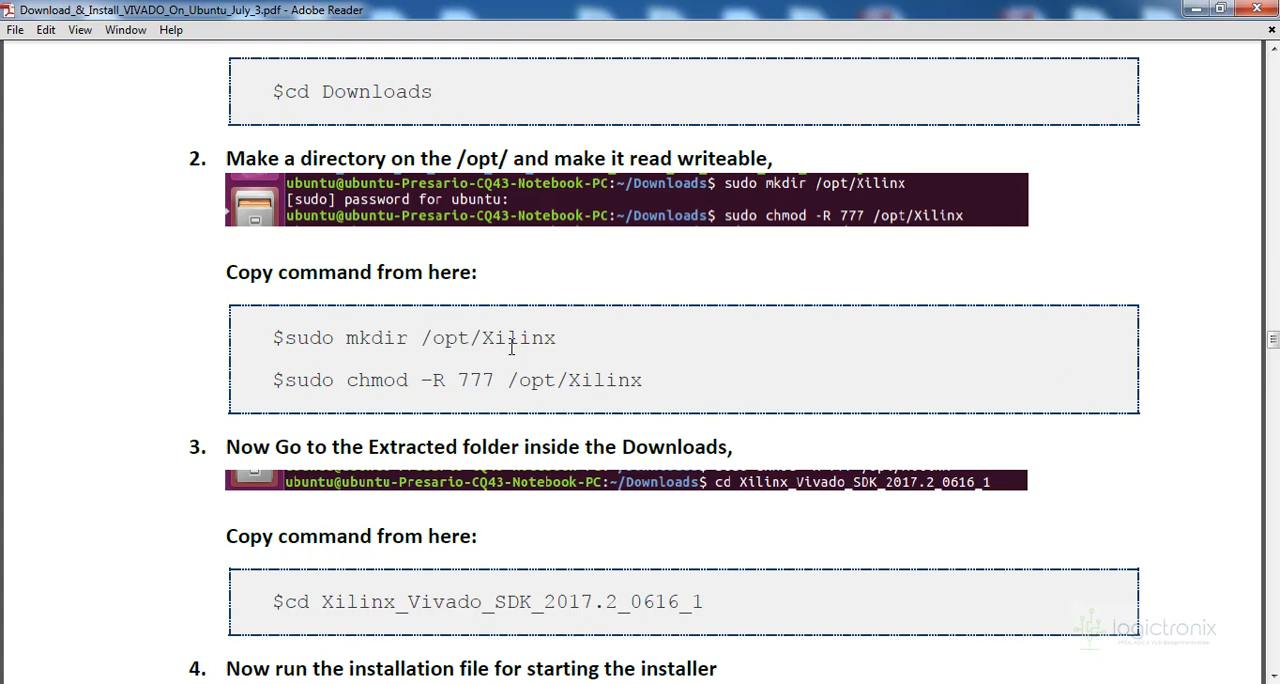 Download_&_Install_VIVADO_On_Ubuntu_July_3.pdf - Adobe Reader
File Edit View Window Help
$cd Downloads
2. Make a directory on the /opt/ and make it read writeable,
ubuntu@ubuntu-Presario-CQ43-Notebook-PC:~/Downloads$ sudo mkdir /opt/Xilinx
[sudo] password for ubuntu:
ubuntu@ubuntu-Presario-CQ43-Notebook-PC:~/Downloads$ sudo chmod -R 777 /opt/Xilinx
Copy command from here:
$sudo mkdir /opt/Xilinx
$sudo chmod –R 777 /opt/Xilinx
3. Now Go to the Extracted folder inside the Downloads,
ubuntu@ubuntu-Presario-CQ43-Notebook-PC:~/Downloads$ cd Xilinx_Vivado_SDK_2017.2_0616_1
Copy command from here:
$cd Xilinx_Vivado_SDK_2017.2_0616_1
logictronix
4. Now run the installation file for starting the installer